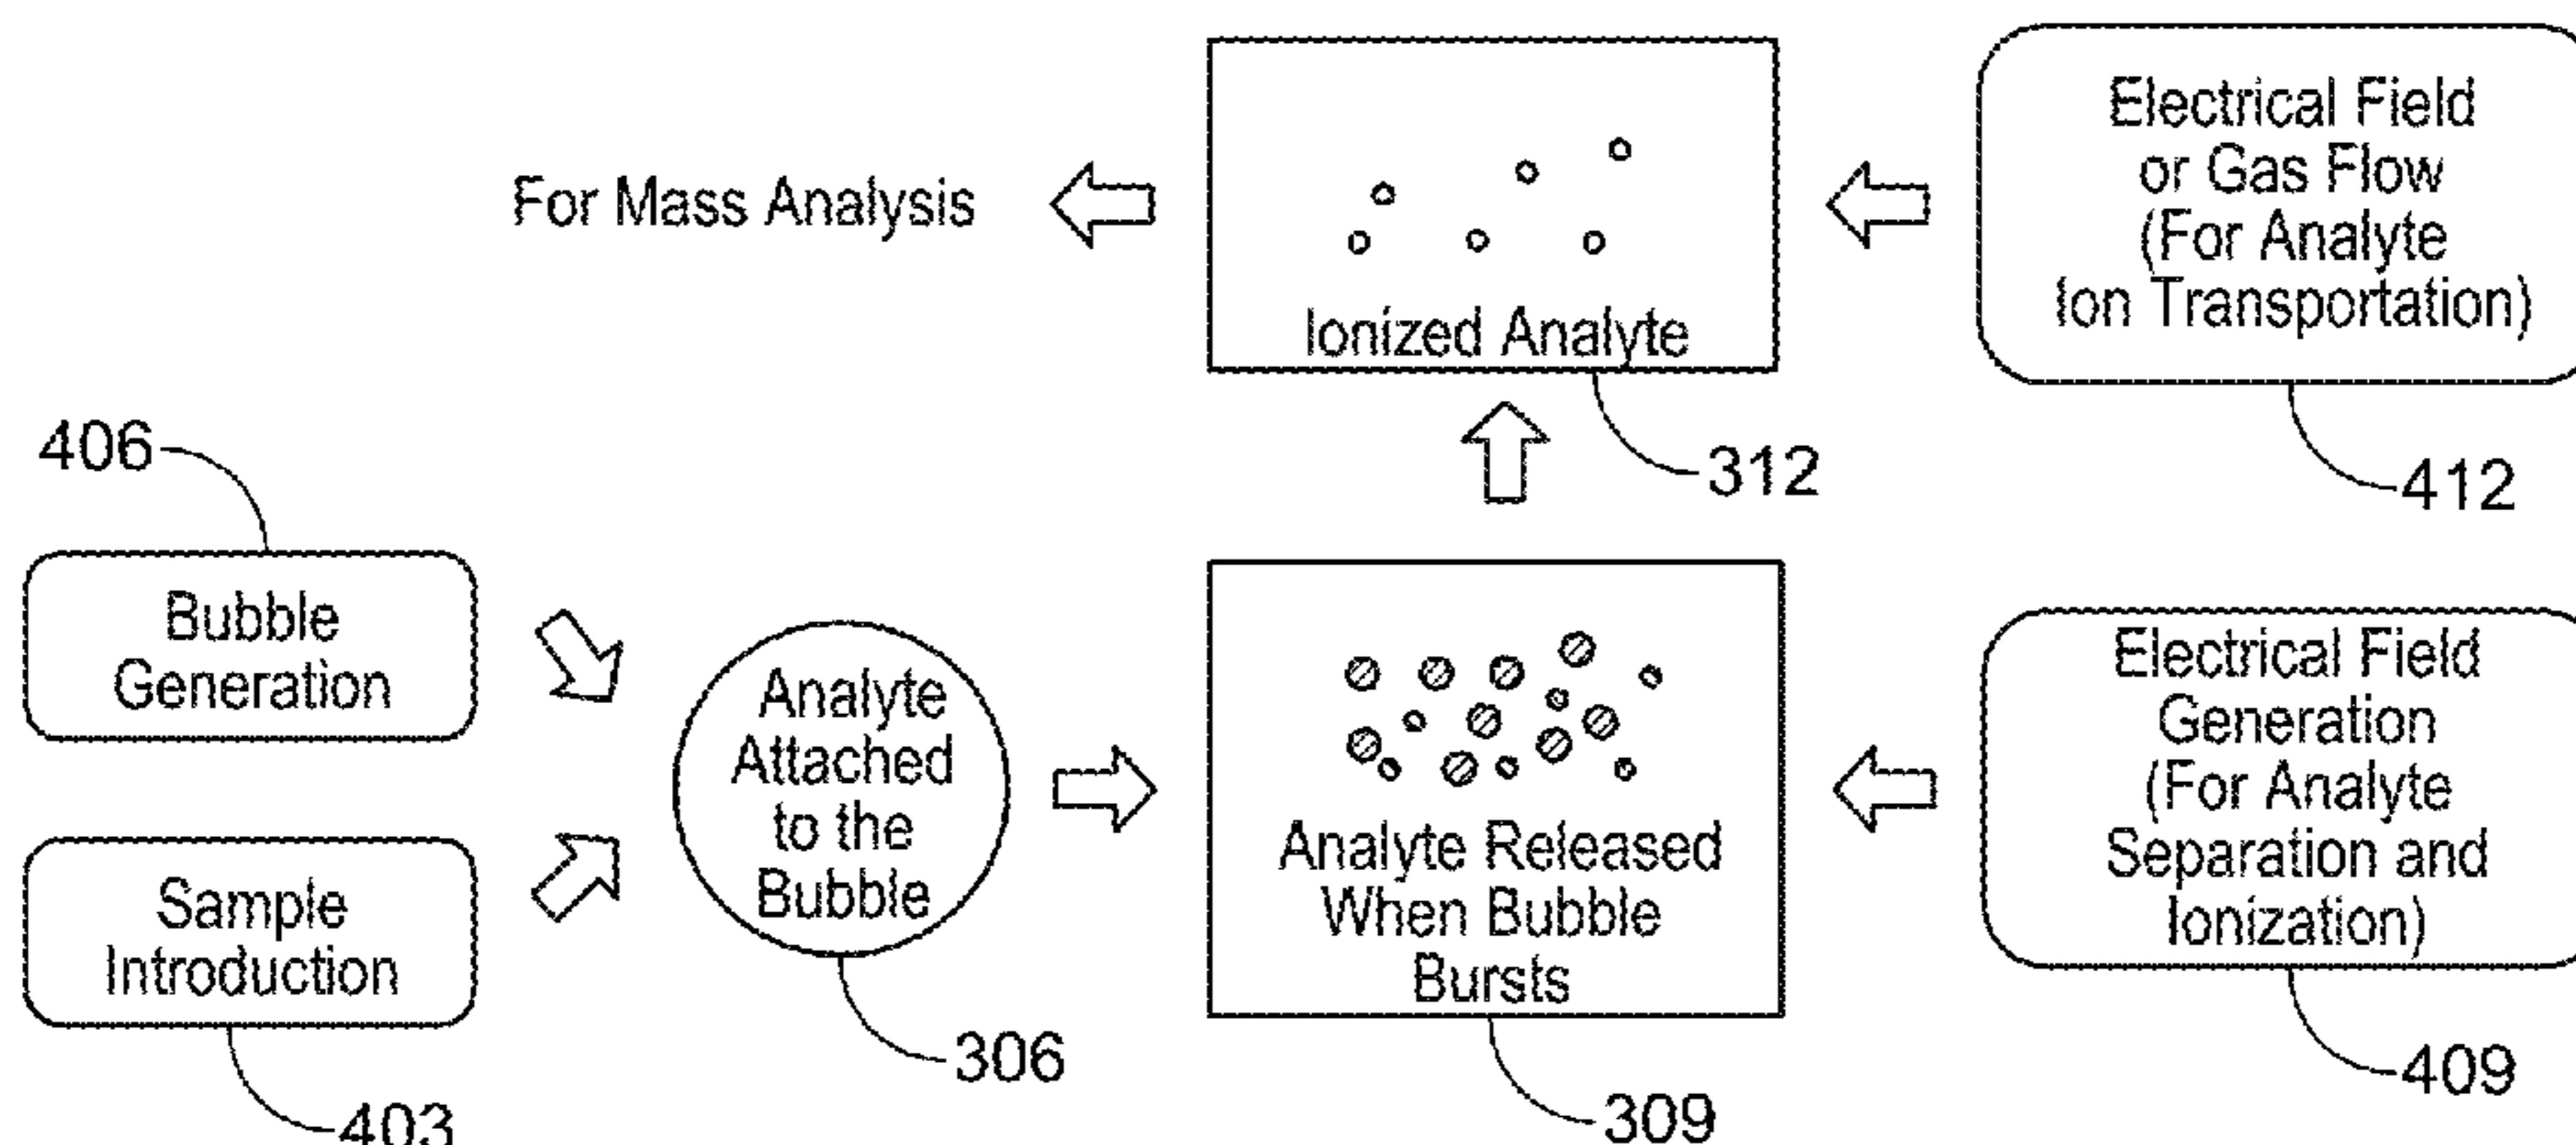 For Mass Analysis
Ionized Analyte
312
Electrical Field
or Gas Flow
(For Analyte
Ion Transportation)
412
406
Bubble
Generation
Sample
Introduction
403
Analyte
Attached
to the
Bubble
306
Analyte Released
When Bubble
Bursts
309
Electrical Field
Generation
(For Analyte
Separation and
Ionization)
409